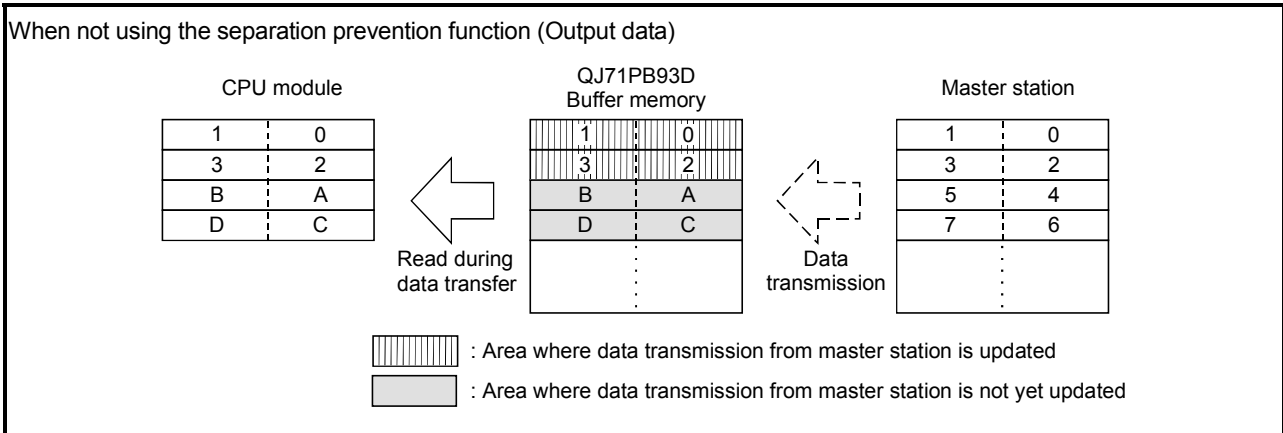 When not using the separation prevention function (Output data)
CPU module
QJ71PB93D
Buffer memory
Master station
1 0
3 2
B A
D C
1 0
3 2
B A
D C
1 0
3 2
5 4
7 6
Read during
data transfer
Data
transmission
: Area where data transmission from master station is updated
: Area where data transmission from master station is not yet updated